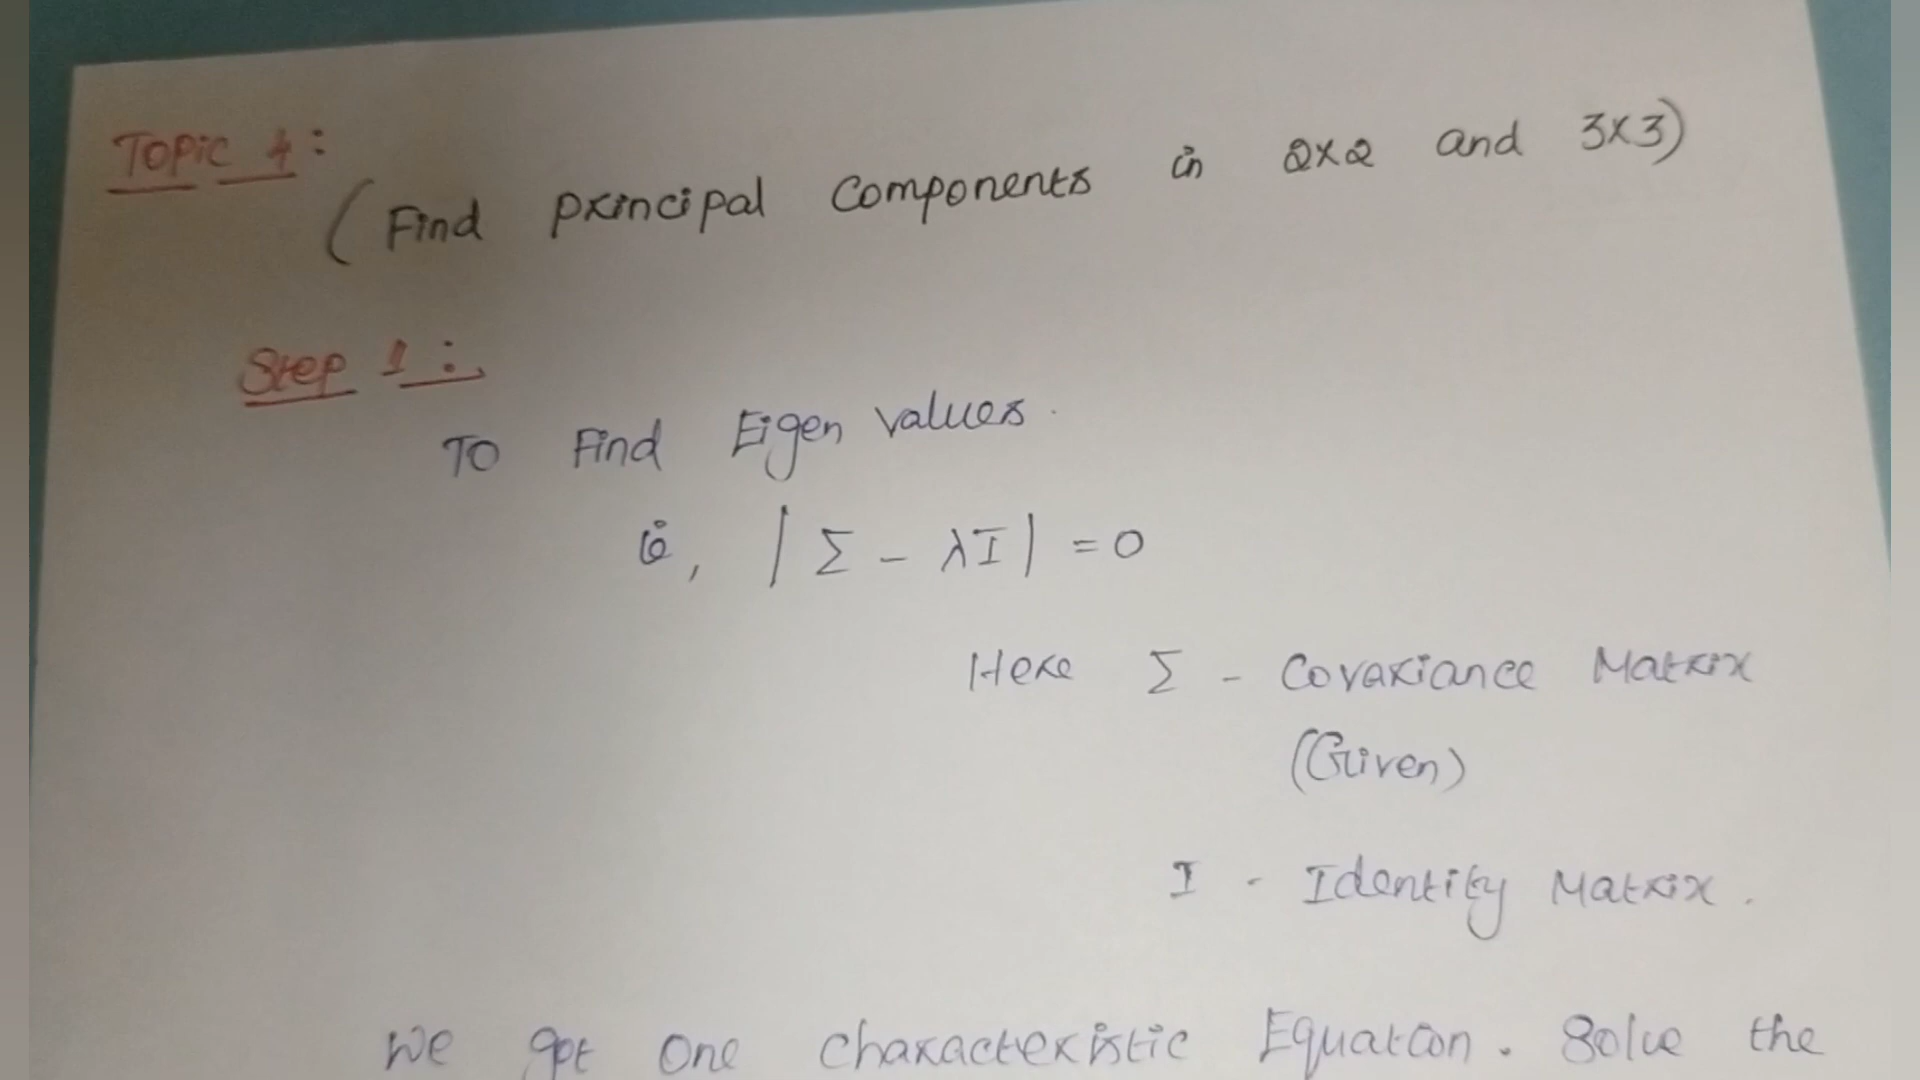 Topic 4:
(Find principal components in 2x2 and 3x3)
Step 1:
To Find Eigen values.
ie, | Σ - λI | = 0
Here Σ - Covariance Matrix
(Given)
I - Identity Matrix.
We got one characteristic Equation. Solve the